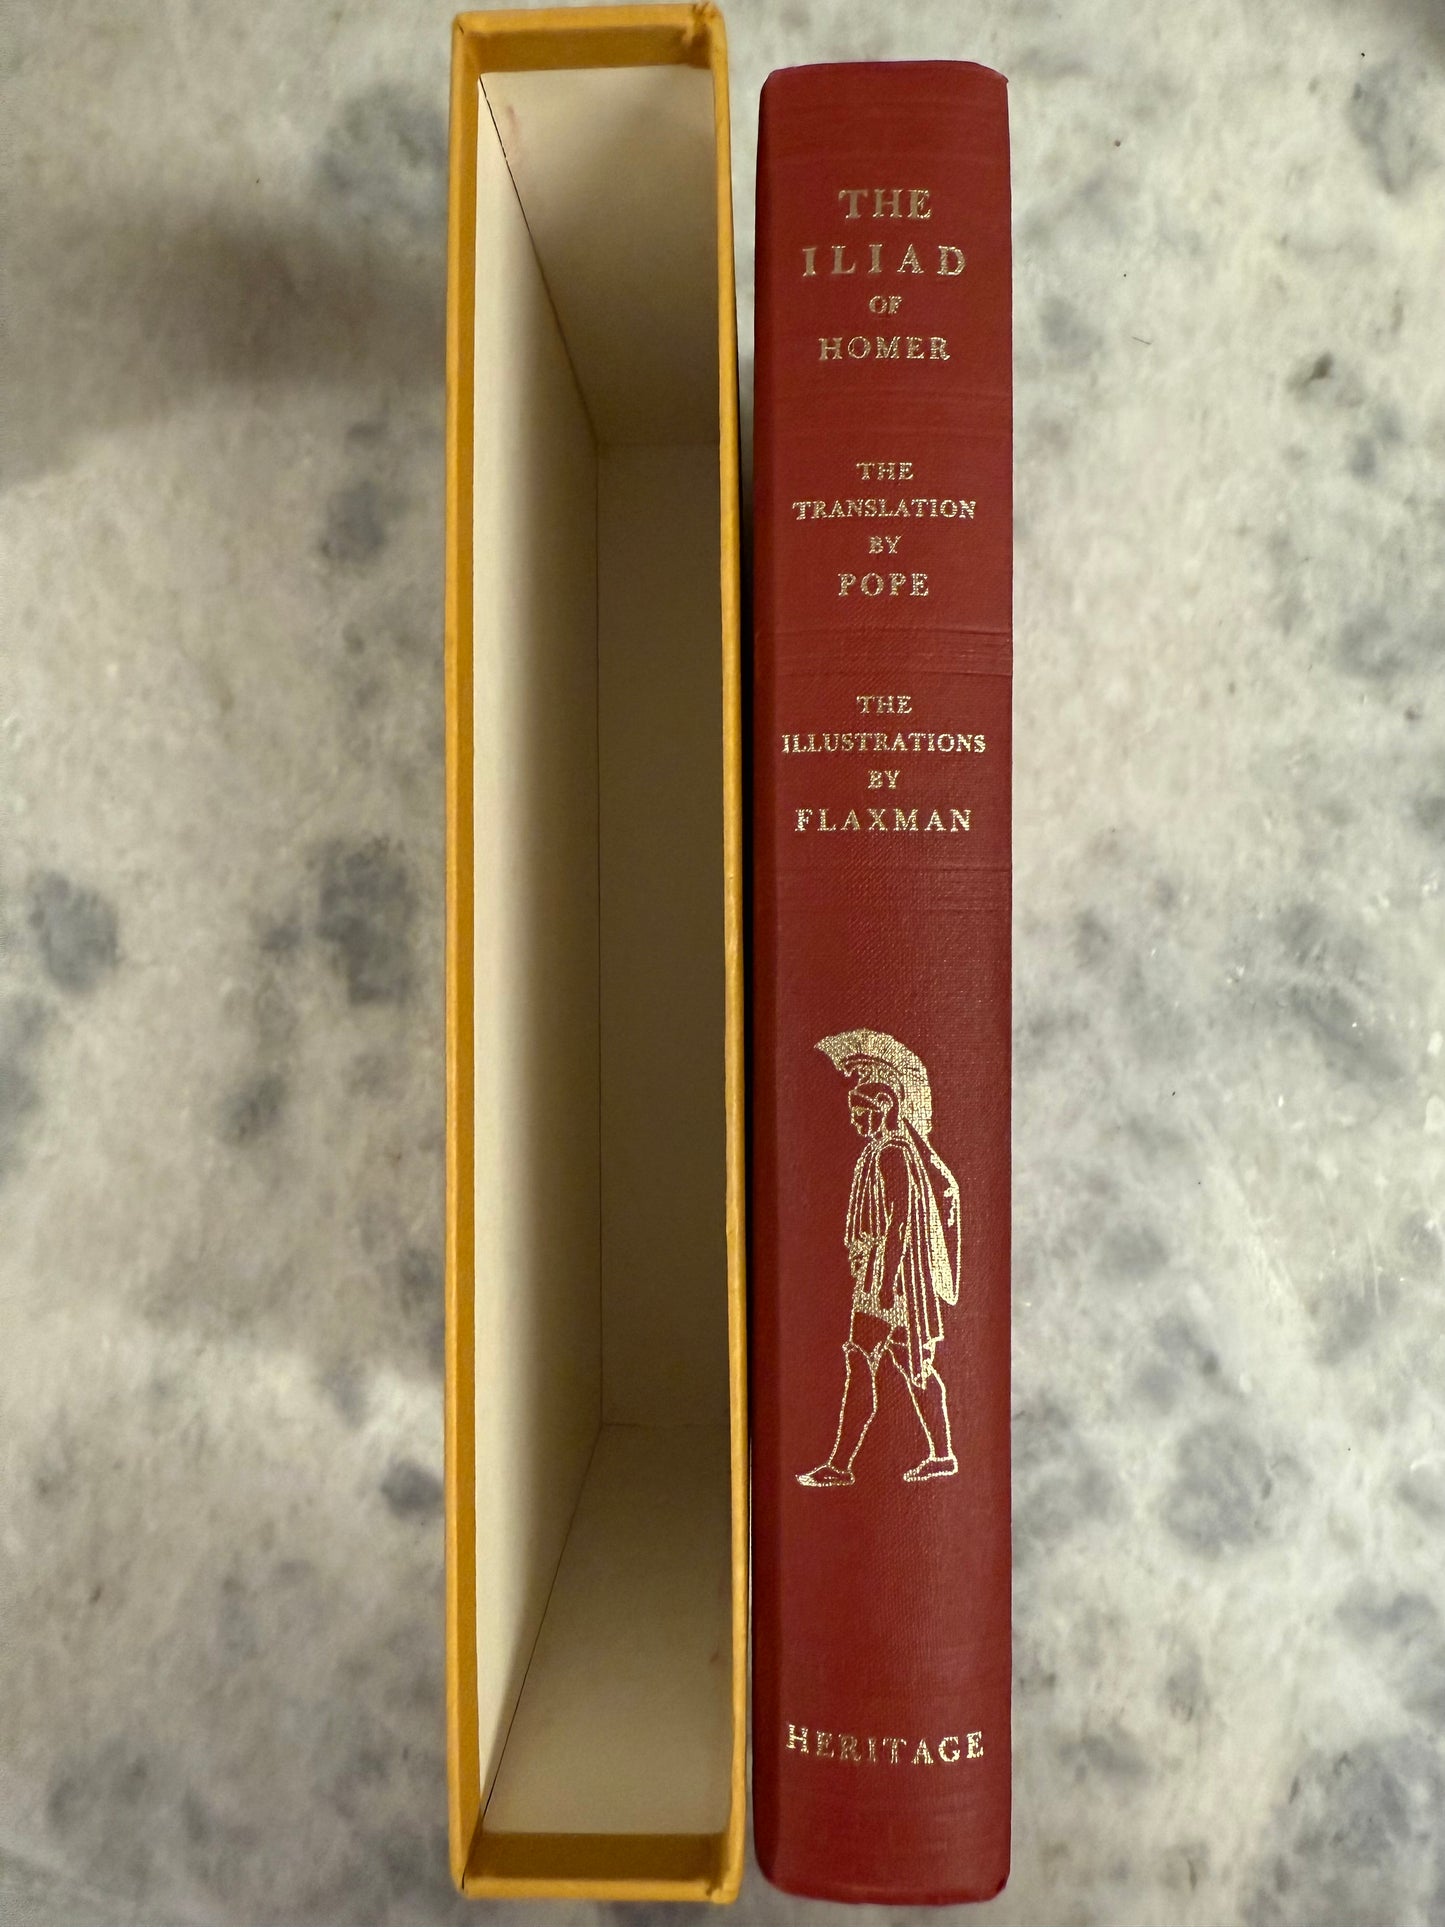 THE
ILIAD
OF
HOMER
THE
TRANSLATION
BY
POPE
THE
ILLUSTRATIONS
BY
FLAXMAN
HERITAGE